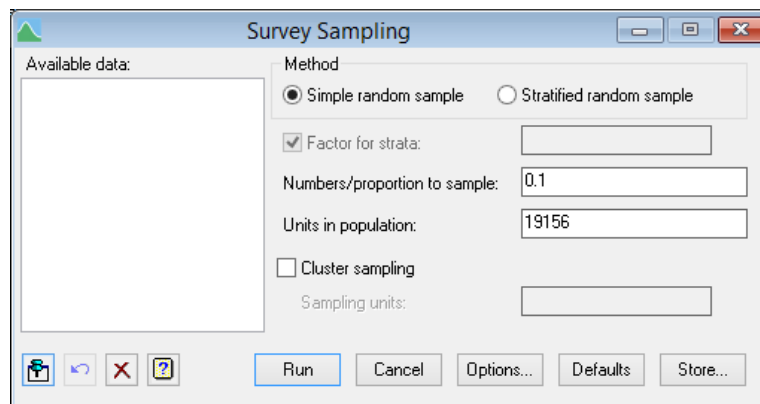 Survey Sampling
Available data:
Method
Simple random sample
Stratified random sample
Factor for strata:
Numbers/proportion to sample:
0.1
Units in population:
19156
Cluster sampling
Sampling units:
?
Run
Cancel
Options...
Defaults
Store...